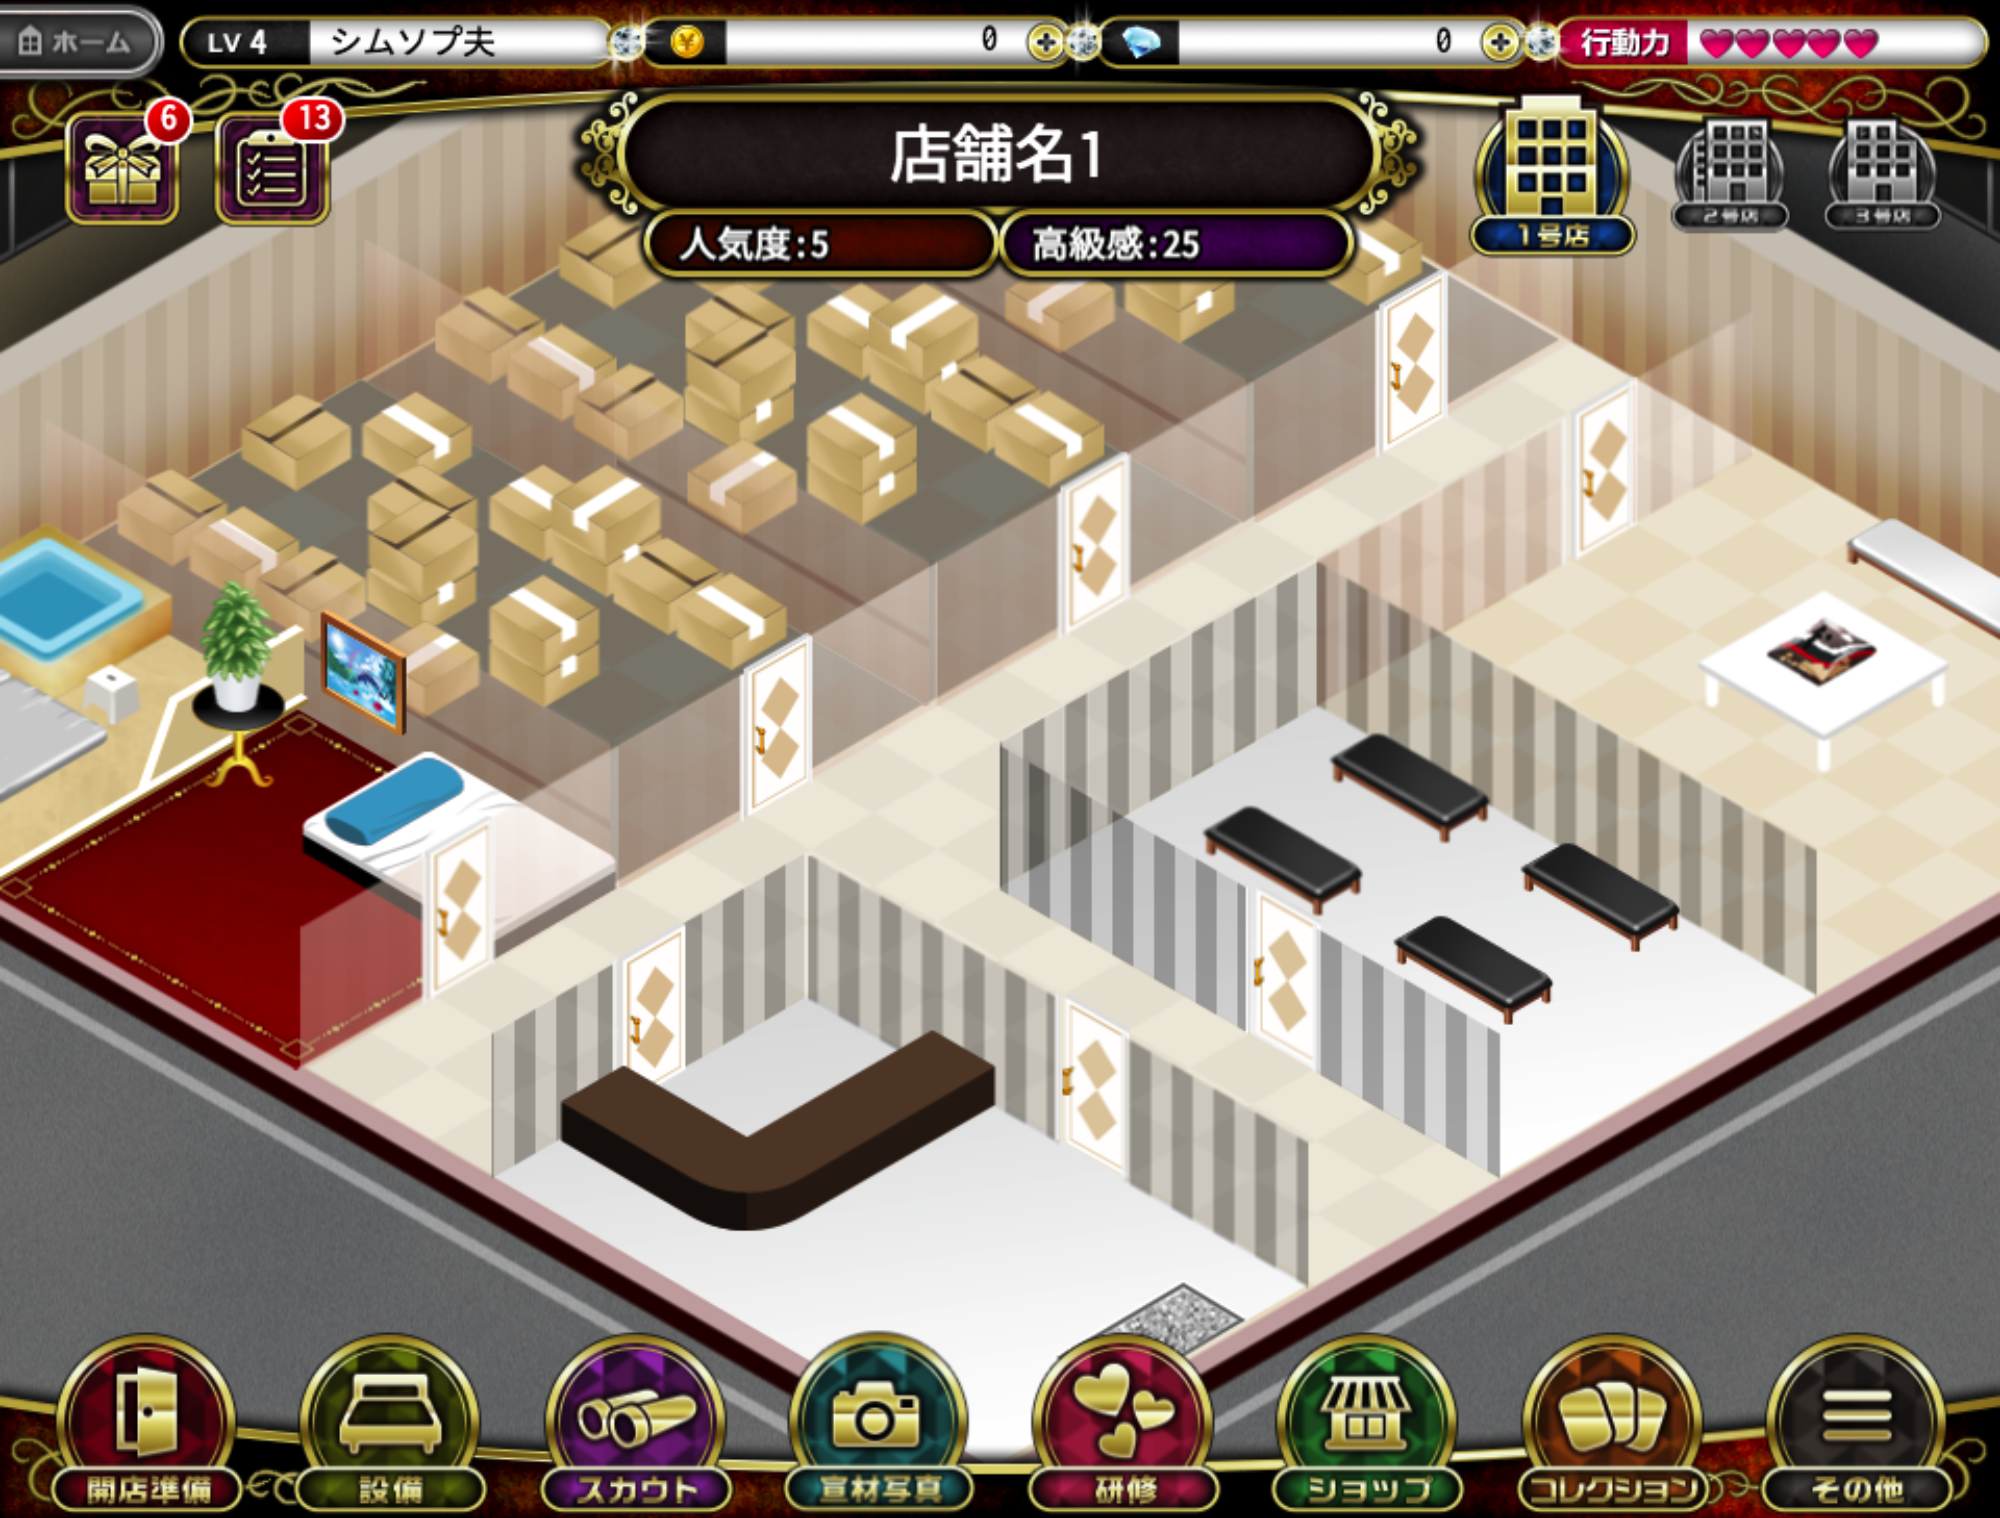 ホーム
LV 4 シムソプ夫
0
0
行動力
6
13
店舗名1
人気度:5
高級感:25
1号店
2号店
3号店
開店準備
設備
スカウト
宣材写真
研修
ショップ
コレクション
その他